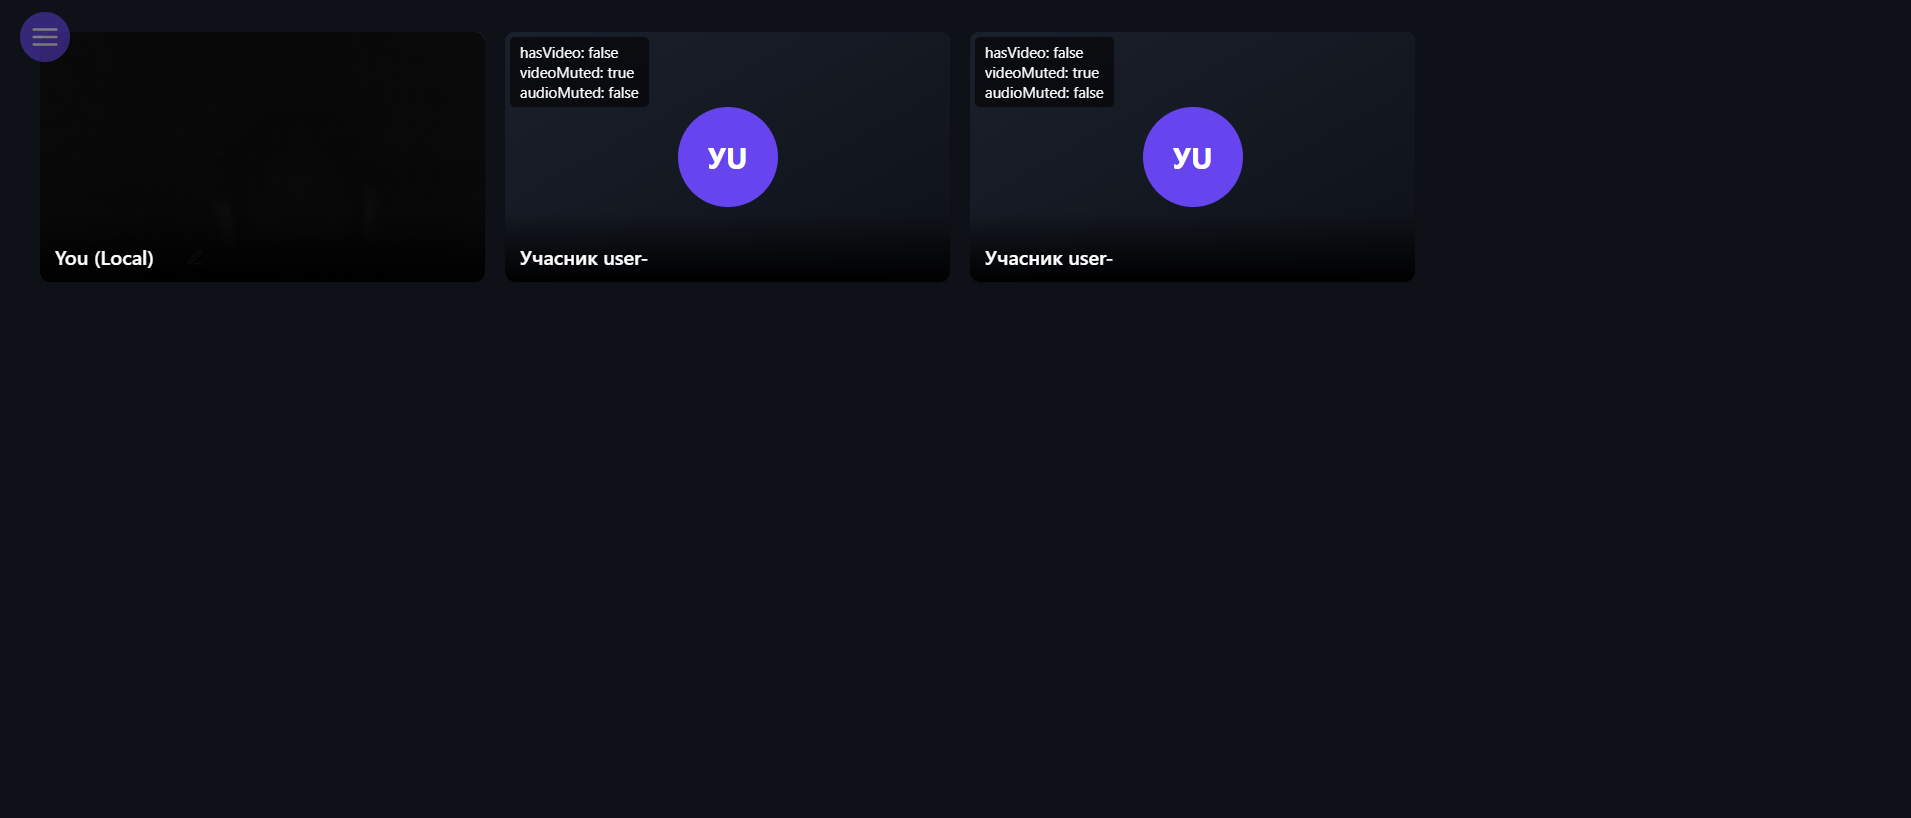 hasVideo: false
videoMuted: true
audioMuted: false
УU
hasVideo: false
videoMuted: true
audioMuted: false
УU
You (Local)
Учасник user-
Учасник user-